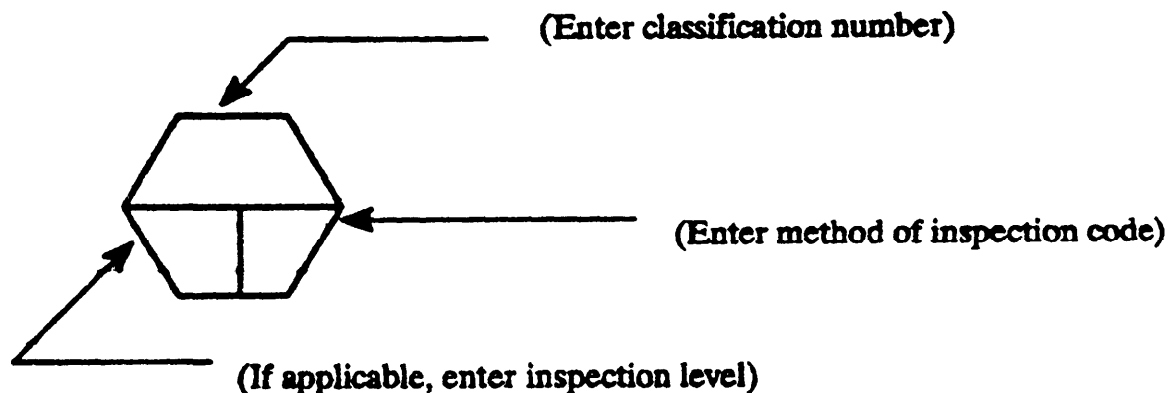 (Enter classification number)
(Enter method of inspection code)
(If applicable, enter inspection level)